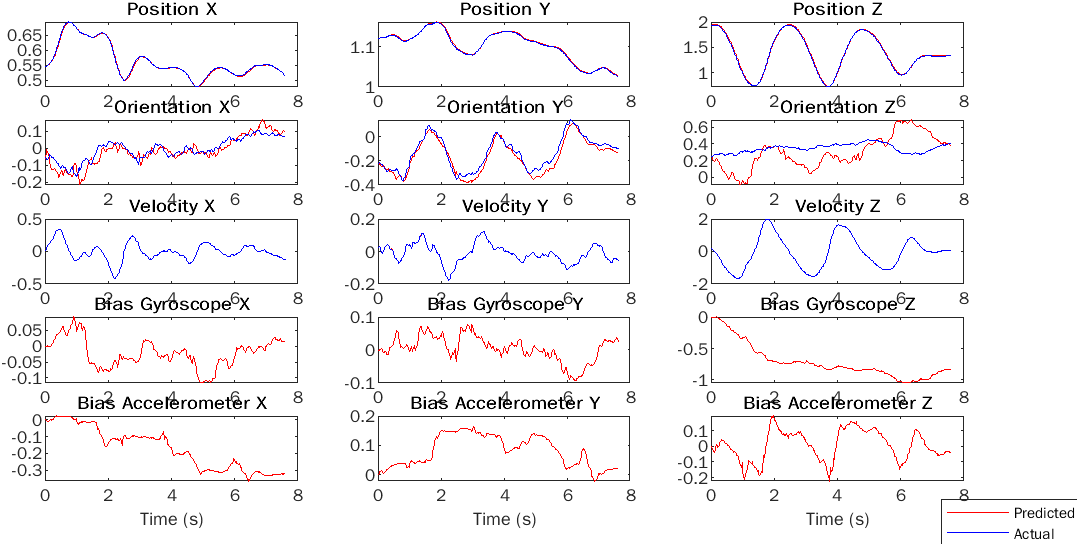 Position X Position Y Position Z
0.65 0.6 0.55 0.5 1.1 1 2 1.5 1
0 2 4 6 8 0 2 4 6 8 0 2 4 6 8
Orientation X Orientation Y Orientation Z
0.1 0 -0.1 -0.2 0 -0.2 -0.4 0.6 0.4 0.2 0
0 2 4 6 8 0 2 4 6 8 0 2 4 6 8
Velocity X Velocity Y Velocity Z
0.5 0 -0.5 0.2 0 -0.2 2 0 -2
0 2 4 6 8 0 2 4 6 8 0 2 4 6 8
Bias Gyroscope X Bias Gyroscope Y Bias Gyroscope Z
0.05 0 -0.05 -0.1 0.1 0 -0.1 0 -0.5 -1
0 2 4 6 8 0 2 4 6 8 0 2 4 6 8
Bias Accelerometer X Bias Accelerometer Y Bias Accelerometer Z
0 -0.1 -0.2 -0.3 0.2 0.1 0 0.1 0 -0.1 -0.2
0 2 4 6 8 0 2 4 6 8 0 2 4 6 8
Time (s) Time (s) Time (s)
Predicted
Actual